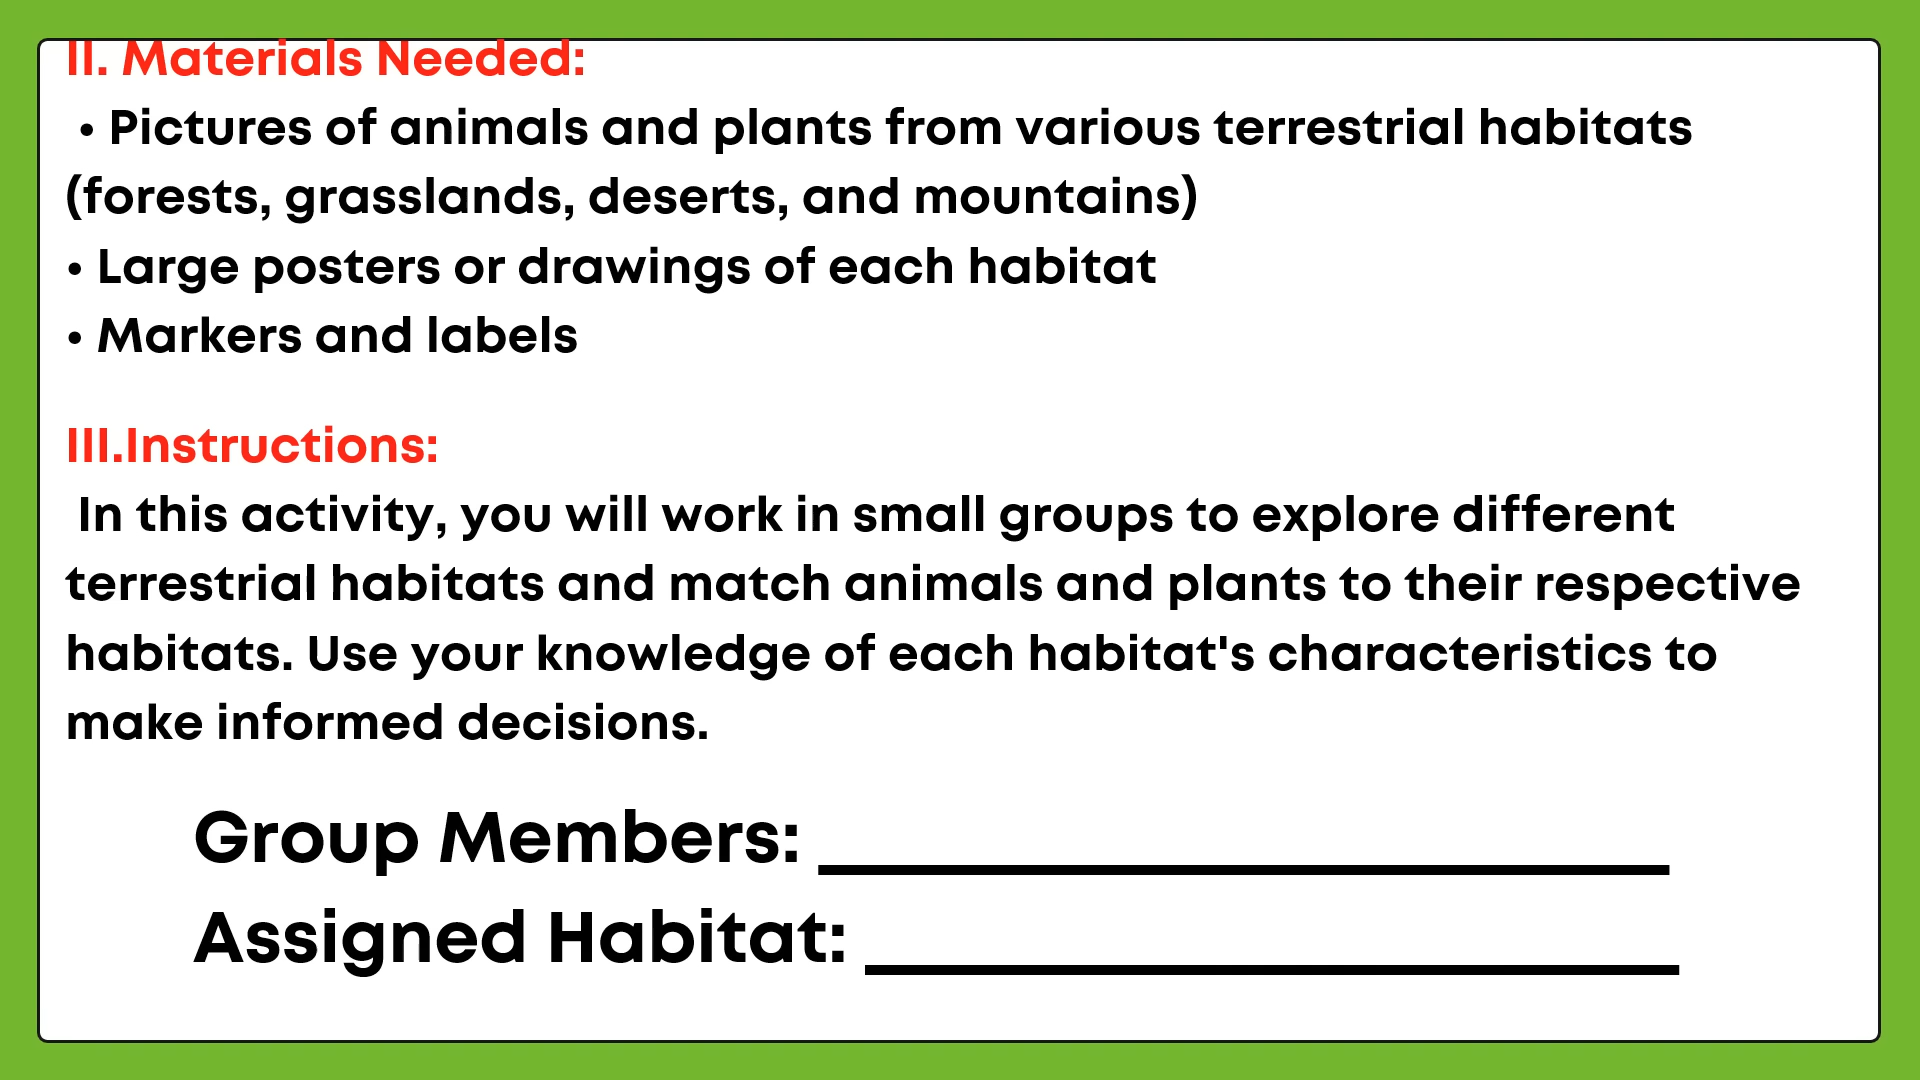 II. Materials Needed:
• Pictures of animals and plants from various terrestrial habitats
(forests, grasslands, deserts, and mountains)
• Large posters or drawings of each habitat
• Markers and labels
III.Instructions:
In this activity, you will work in small groups to explore different
terrestrial habitats and match animals and plants to their respective
habitats. Use your knowledge of each habitat's characteristics to
make informed decisions.
Group Members: ____________________
Assigned Habitat: ___________________